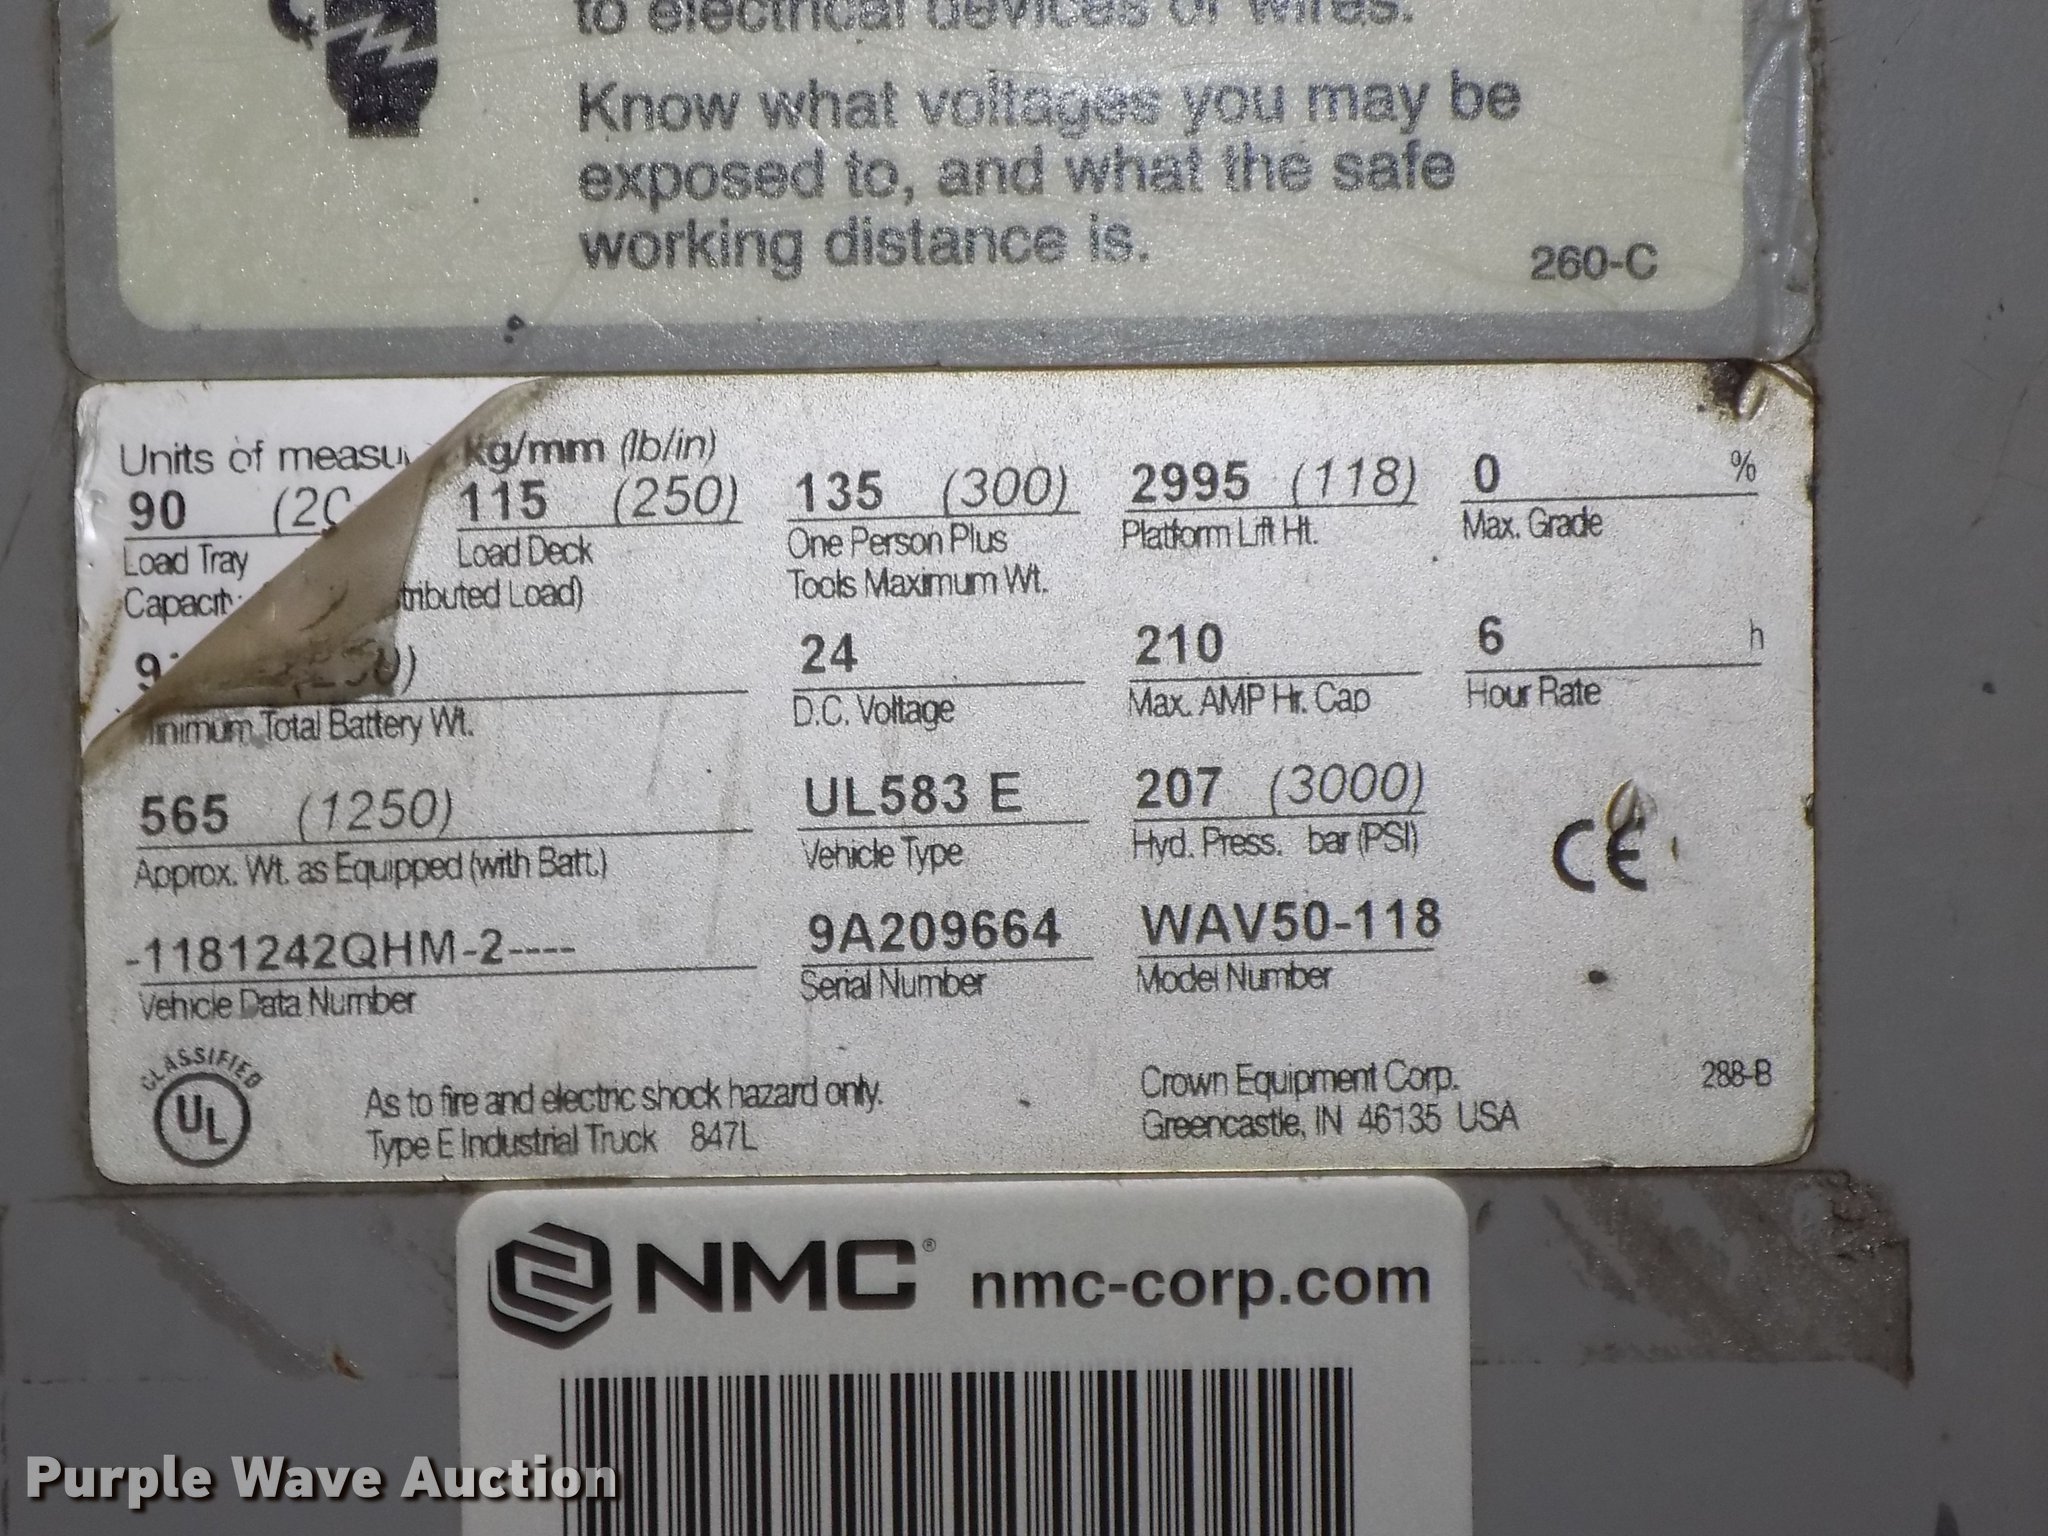 to electrical devices or wires.
Know what voltages you may be
exposed to, and what the safe
working distance is.
260-C
Units of kg/mm (lb/in)
90 115 (250) 135 (300) 2995 (118) 0 %
Load Tray Load Deck One Person Plus Platform Lift Ht. Max. Grade
Load) Tools Maximum Wt.
24 210 6 h
Total Battery Wt. D.C. Voltage Max. AMP Hr. Cap Hour Rate
565 (1250) UL583 E 207 (3000)
Approx. Wt. as Equipped (with Batt.) Vehicle Type Hyd. Press. bar (PSI)
CE
-1181242QHM-2---- 9A209664 WAV50-118
Vehicle Data Number Serial Number Model Number
CLASSIFIED
UL
As to fire and electric shock hazard only.
Type E Industrial Truck 847L
Crown Equipment Corp.
Greencastle, IN 46135 USA
288-B
NMC® nmc-corp.com
Purple Wave Auction